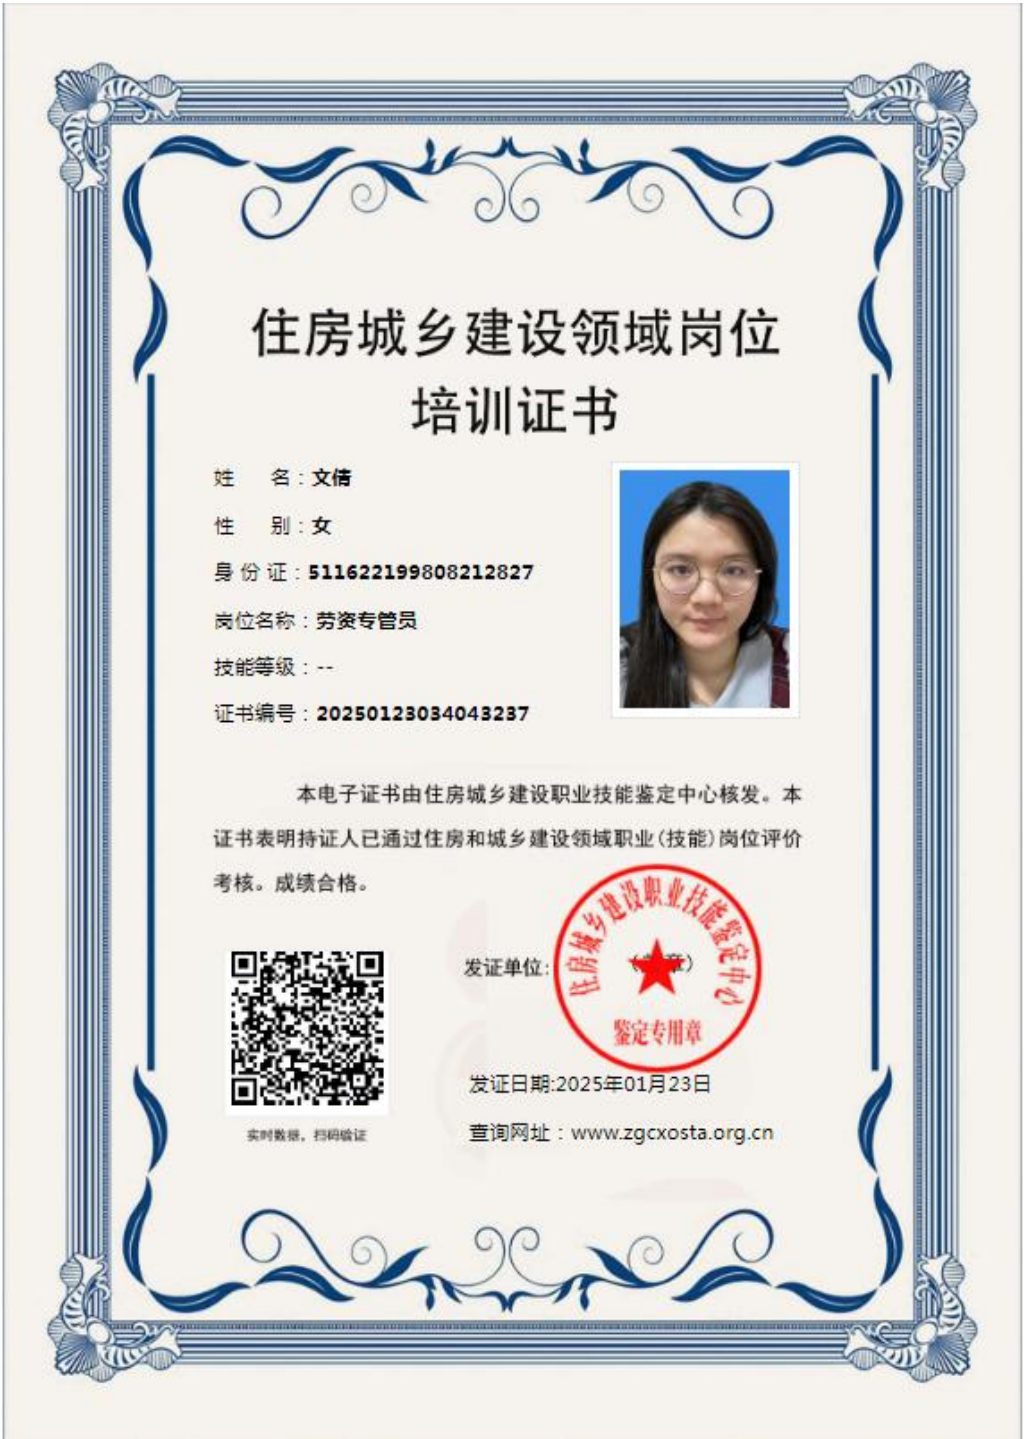 住房城乡建设领域岗位
培训证书
姓 名：文倩
性 别：女
身 份 证：511622199808212827
岗位名称：劳资专管员
技能等级：--
证书编号：20250123034043237
本电子证书由住房城乡建设职业技能鉴定中心核发。本
证书表明持证人已通过住房和城乡建设领域职业(技能)岗位评价
考核。成绩合格。
住房城乡建设职业技能鉴定中心
发证单位: （盖章）
鉴定专用章
发证日期:2025年01月23日
实时数据，扫码验证
查询网址：www.zgcxosta.org.cn